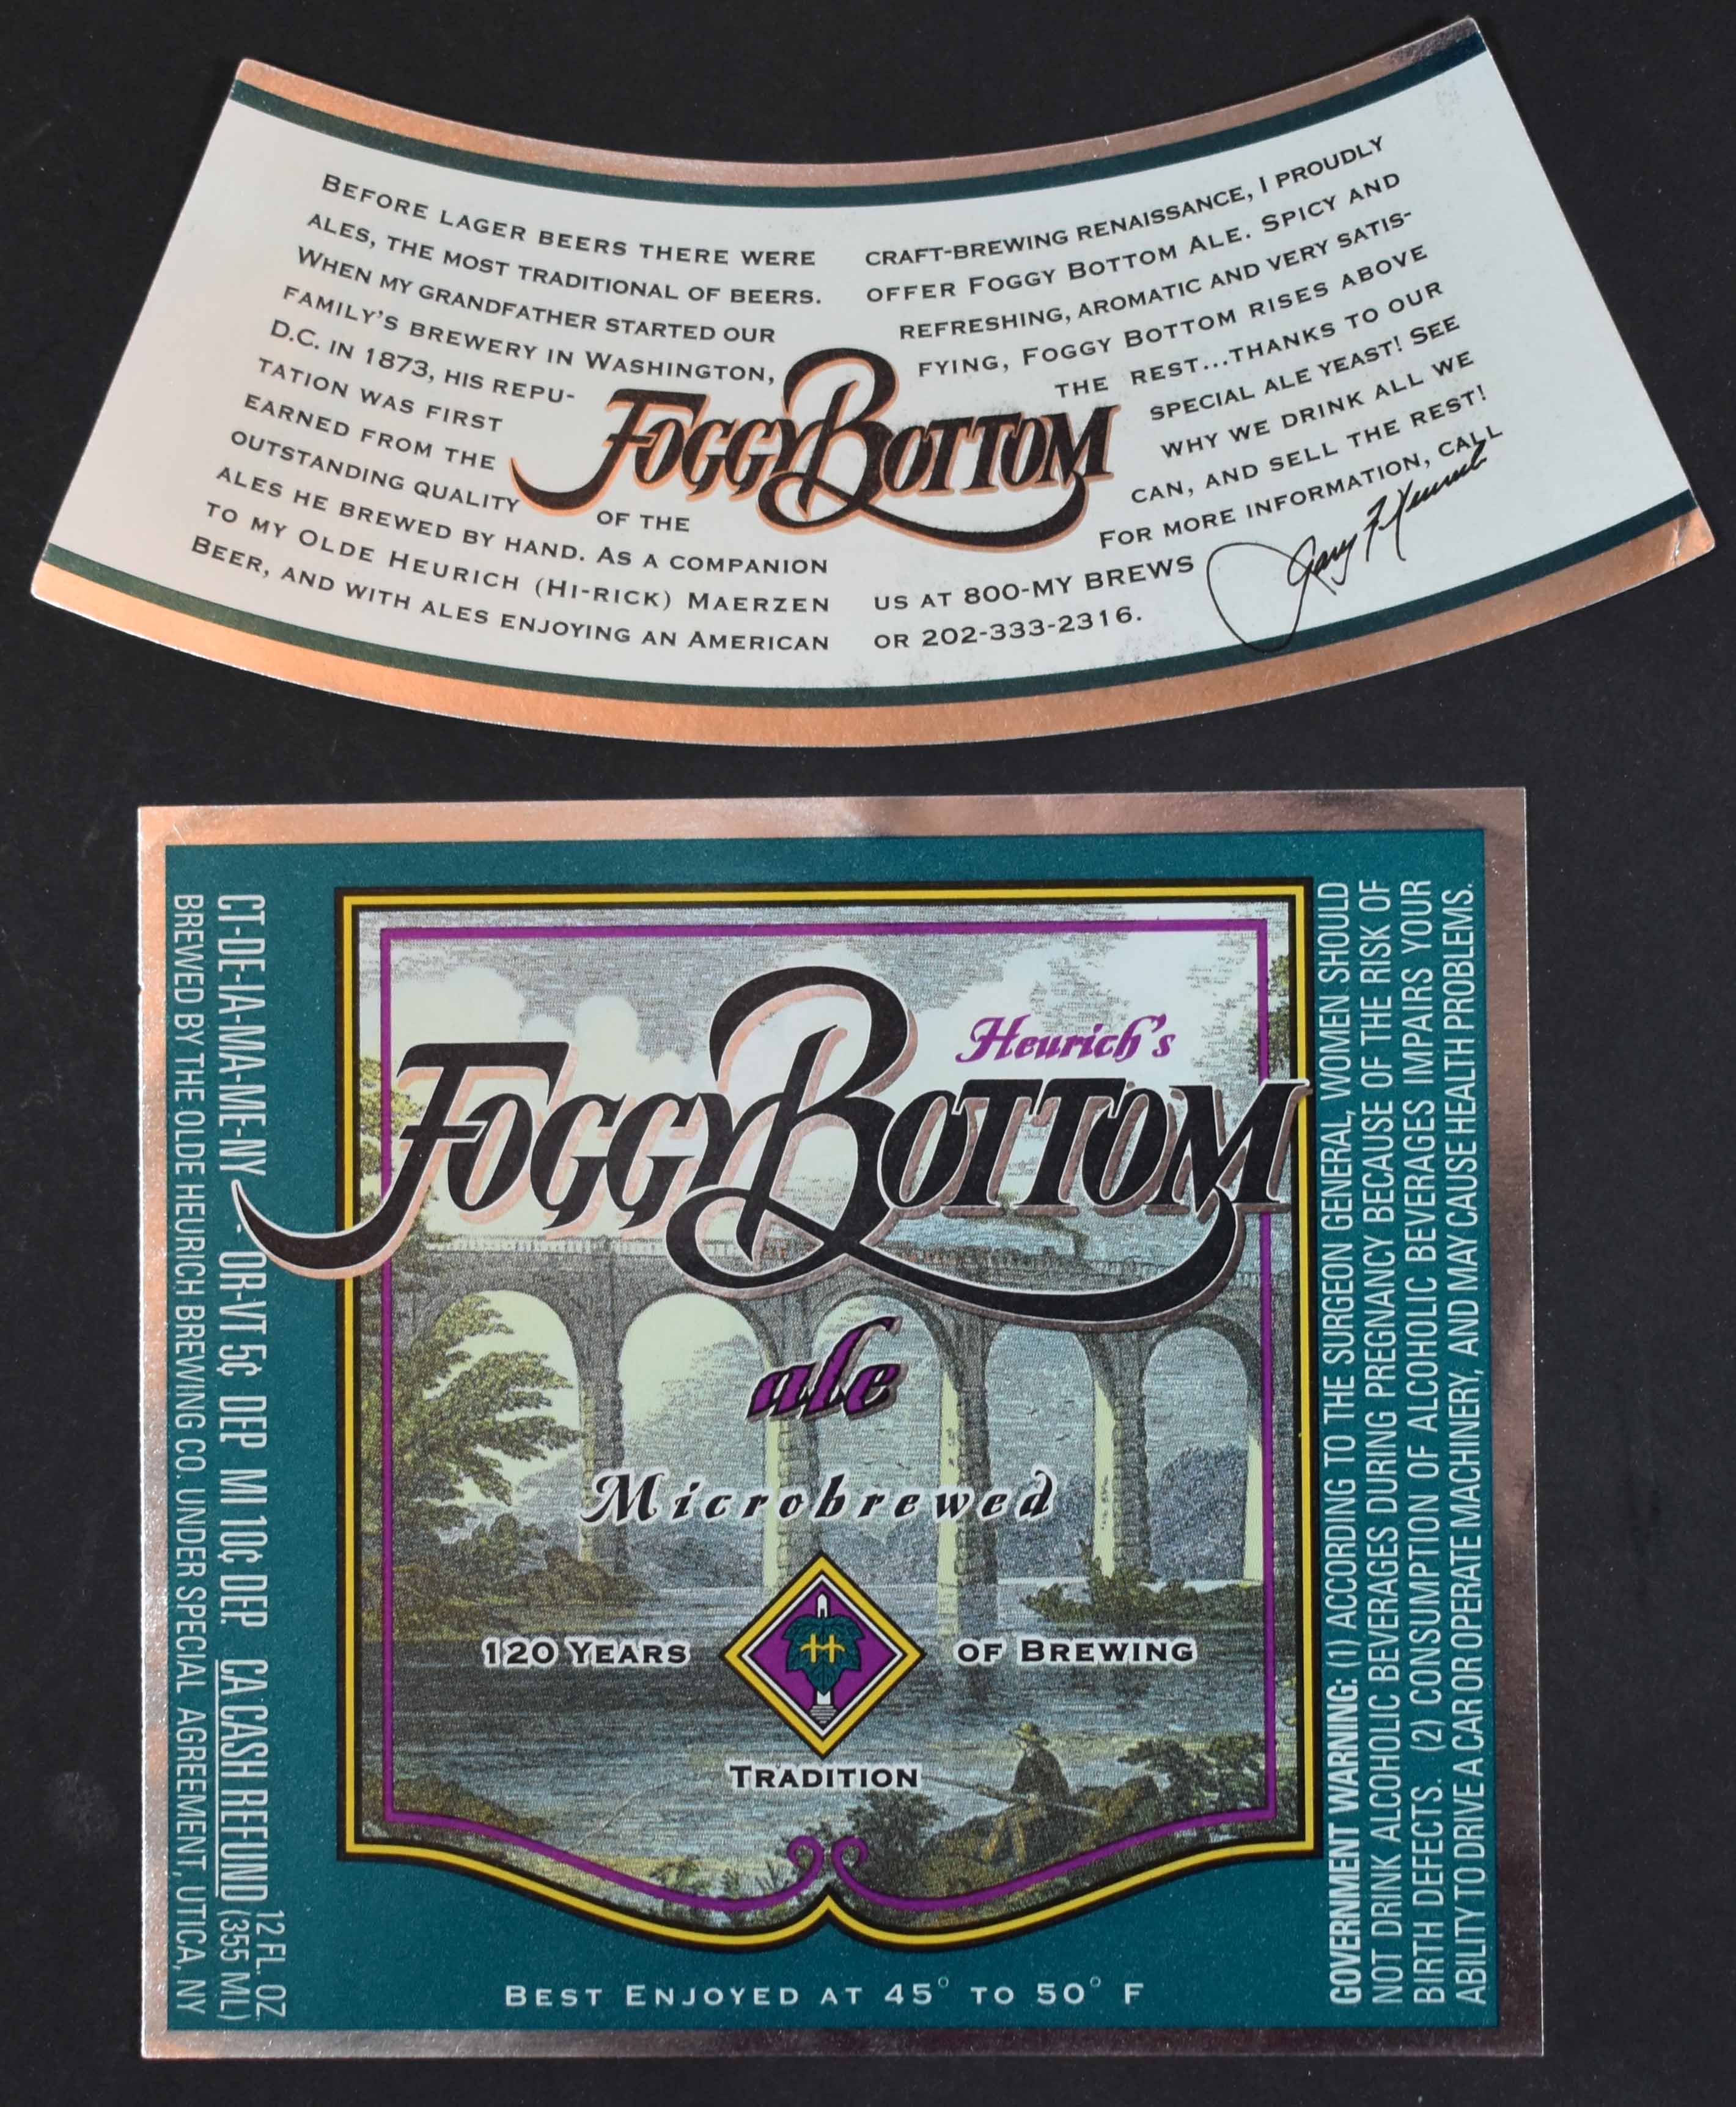 BEFORE LAGER BEERS THERE WERE
ALES, THE MOST TRADITIONAL OF BEERS.
WHEN MY GRANDFATHER STARTED OUR
FAMILY'S BREWERY IN WASHINGTON,
D.C. IN 1873, HIS REPU-
TATION WAS FIRST
EARNED FROM THE
OUTSTANDING QUALITY
OF THE
ALES HE BREWED BY HAND. AS A COMPANION
TO MY OLDE HEURICH (HI-RICK) MAERZEN
BEER, AND WITH ALES ENJOYING AN AMERICAN
FOGGY BOTTOM
CRAFT-BREWING RENAISSANCE, I PROUDLY
OFFER FOGGY BOTTOM ALE. SPICY AND
REFRESHING, AROMATIC AND VERY SATIS-
FYING, FOGGY BOTTOM RISES ABOVE
THE REST...THANKS TO OUR
SPECIAL ALE YEAST! SEE
WHY WE DRINK ALL WE
CAN, AND SELL THE REST!
FOR MORE INFORMATION, CALL
US AT 800-MY BREWS
OR 202-333-2316.
Gary F Heurich
CT-DE-IA-MA-ME-NY - OR-VT 5¢ DEP MI 10¢ DEP. CA CASH REFUND
12 FL. OZ.
(355 ML)
BREWED BY THE OLDE HEURICH BREWING CO. UNDER SPECIAL AGREEMENT, UTICA, NY
Heurich's
FOGGY BOTTOM
ale
Microbrewed
120 YEARS OF BREWING
H
TRADITION
BEST ENJOYED AT 45° TO 50° F
GOVERNMENT WARNING: (1) ACCORDING TO THE SURGEON GENERAL, WOMEN SHOULD
NOT DRINK ALCOHOLIC BEVERAGES DURING PREGNANCY BECAUSE OF THE RISK OF
BIRTH DEFECTS. (2) CONSUMPTION OF ALCOHOLIC BEVERAGES IMPAIRS YOUR
ABILITY TO DRIVE A CAR OR OPERATE MACHINERY, AND MAY CAUSE HEALTH PROBLEMS.